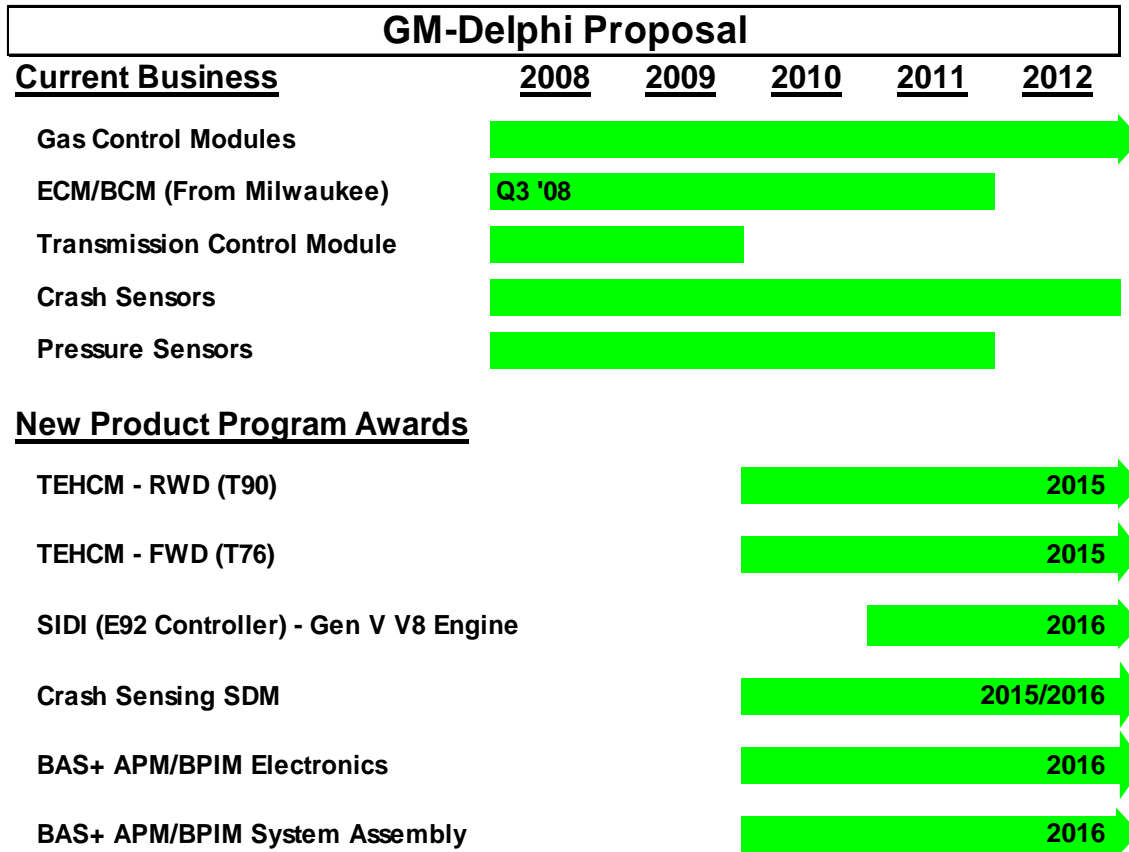 GM-Delphi Proposal
Current Business 2008 2009 2010 2011 2012
Gas Control Modules
ECM/BCM (From Milwaukee) Q3 '08
Transmission Control Module
Crash Sensors
Pressure Sensors
New Product Program Awards
TEHCM - RWD (T90) 2015
TEHCM - FWD (T76) 2015
SIDI (E92 Controller) - Gen V V8 Engine 2016
Crash Sensing SDM 2015/2016
BAS+ APM/BPIM Electronics 2016
BAS+ APM/BPIM System Assembly 2016